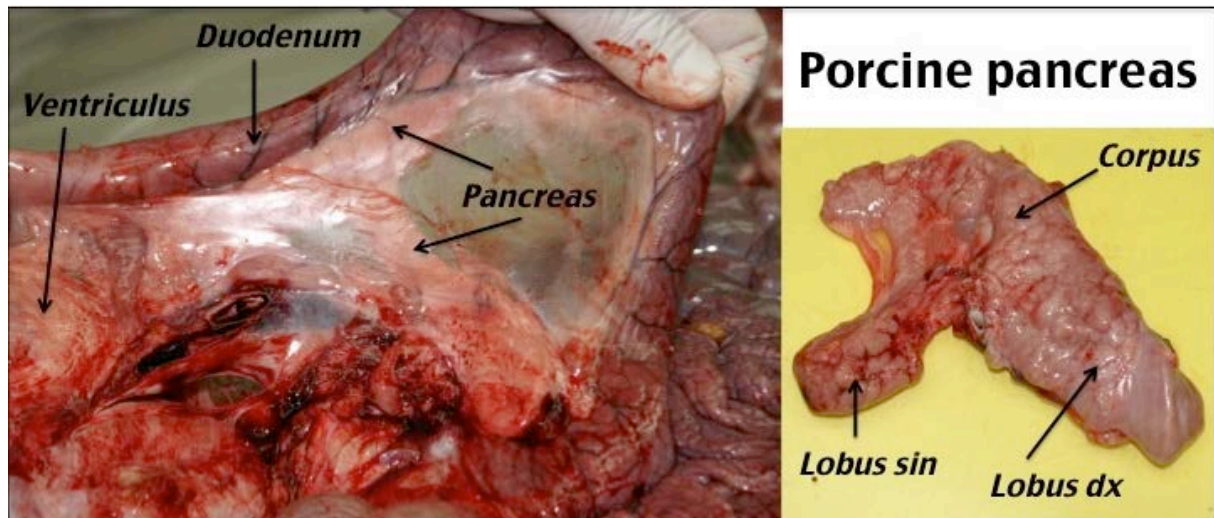 Duodenum
Ventriculus
Pancreas
Porcine pancreas
Corpus
Lobus sin
Lobus dx